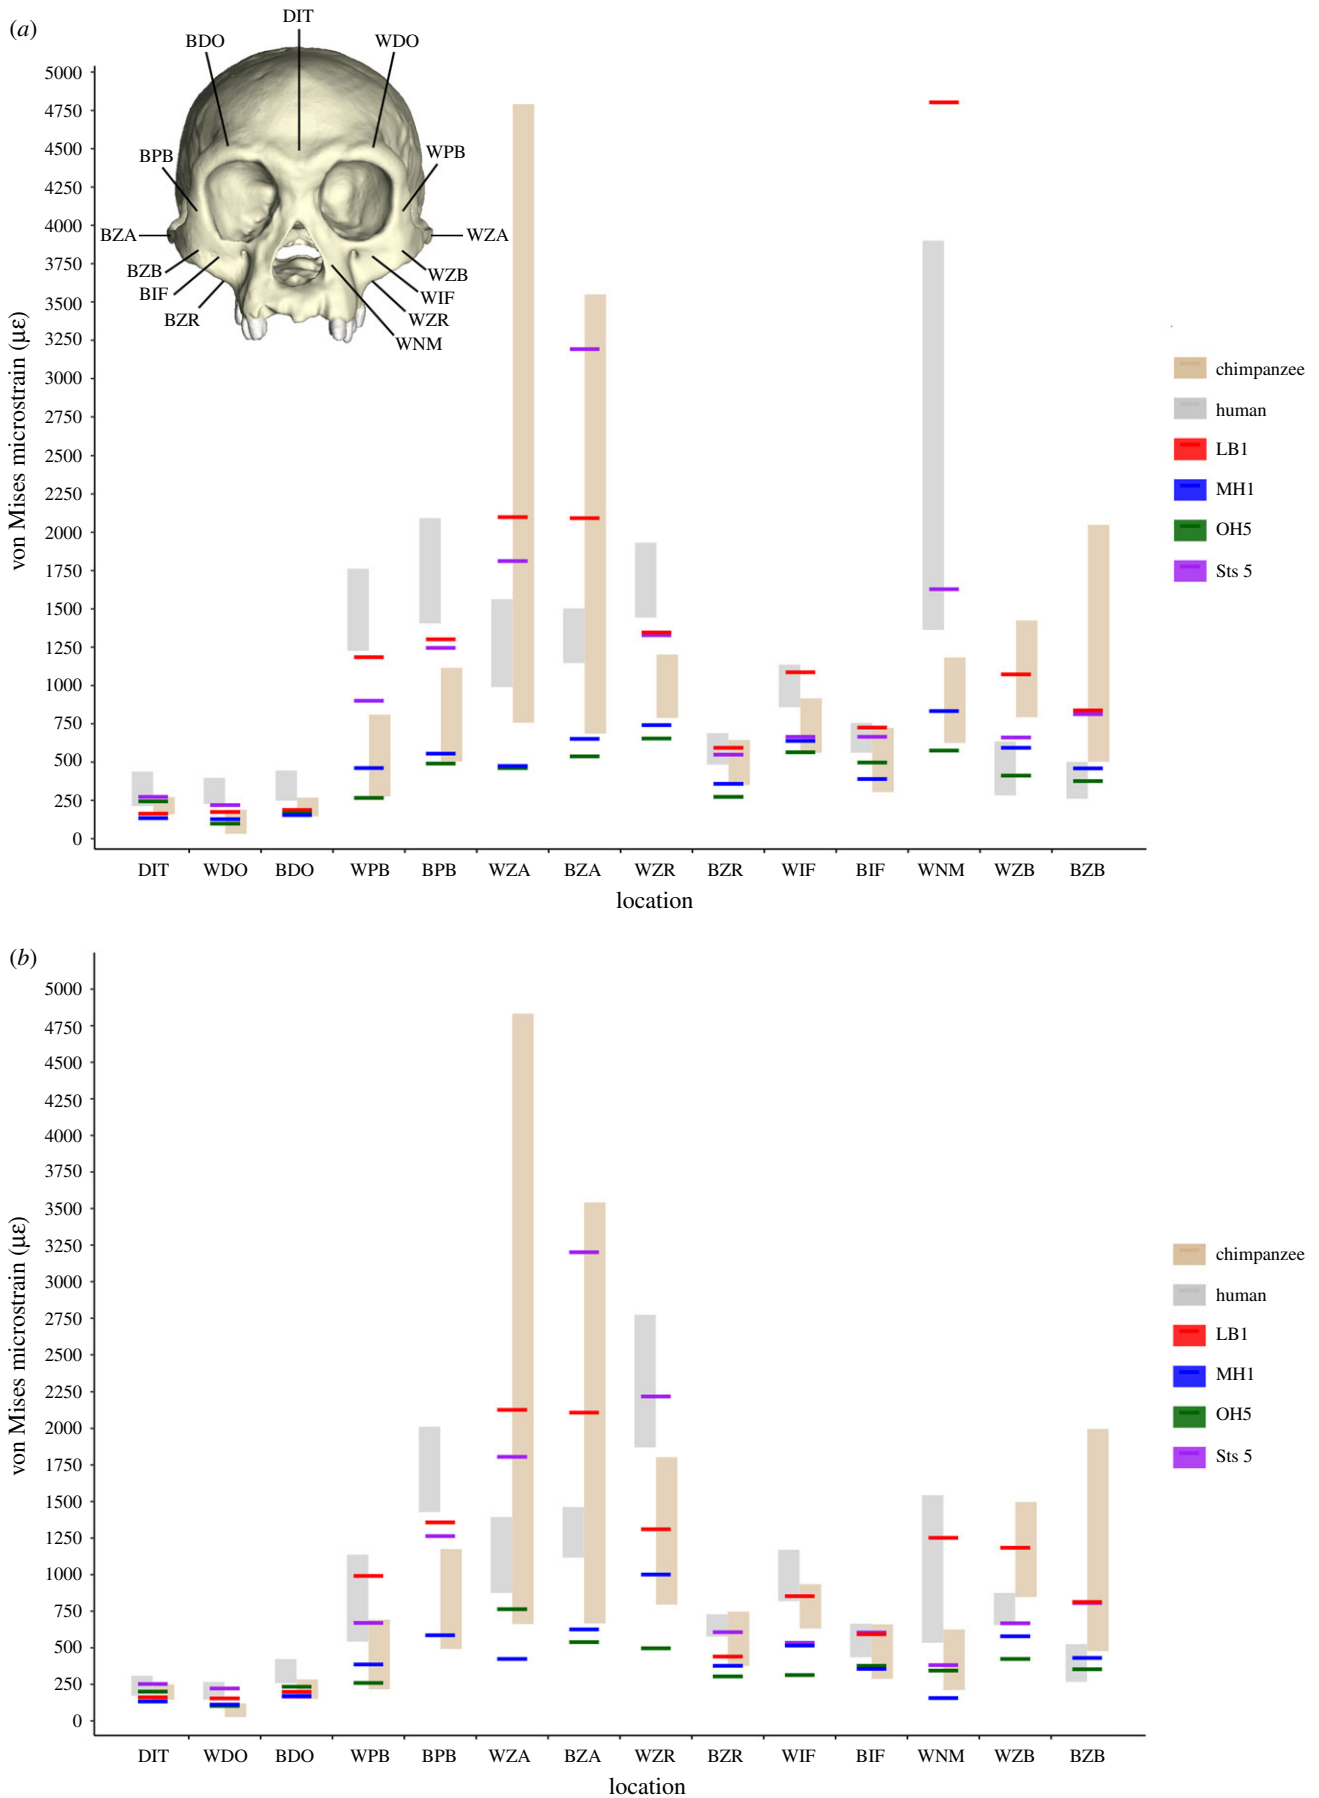 (a)
DIT
BDO
WDO
BPB
WPB
BZA
WZA
BZB
WZB
BIF
WIF
BZR
WZR
WNM
5000
4750
4500
4250
4000
3750
3500
3250
3000
2750
2500
2250
2000
1750
1500
1250
1000
750
500
250
0
von Mises microstrain (με)
DIT WDO BDO WPB BPB WZA BZA WZR BZR WIF BIF WNM WZB BZB
location
chimpanzee
human
LB1
MH1
OH5
Sts 5
(b)
5000
4750
4500
4250
4000
3750
3500
3250
3000
2750
2500
2250
2000
1750
1500
1250
1000
750
500
250
0
von Mises microstrain (με)
DIT WDO BDO WPB BPB WZA BZA WZR BZR WIF BIF WNM WZB BZB
location
chimpanzee
human
LB1
MH1
OH5
Sts 5